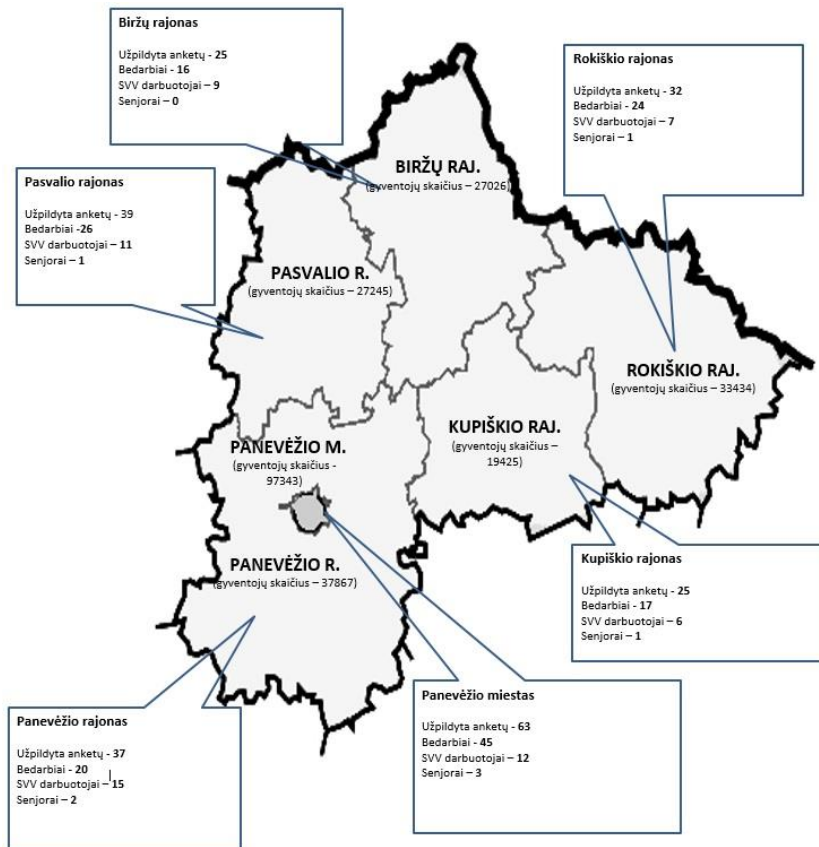 Biržų rajonas
Užpildyta anketų - 25
Bedarbiai - 16
SVV darbuotojai – 9
Senjorai – 0
Rokiškio rajonas
Užpildyta anketų - 32
Bedarbiai - 24
SVV darbuotojai – 7
Senjorai – 1
Pasvalio rajonas
Užpildyta anketų - 39
Bedarbiai -26
SVV darbuotojai – 11
Senjorai – 1
BIRŽŲ RAJ.
(gyventojų skaičius – 27026)
PASVALIO R.
(gyventojų skaičius – 27245)
ROKIŠKIO RAJ.
(gyventojų skaičius – 33434)
KUPIŠKIO RAJ.
(gyventojų skaičius –
19425)
PANEVĖŽIO M.
(gyventojų skaičius -
97343)
PANEVĖŽIO R.
(gyventojų skaičius – 37867)
Kupiškio rajonas
Užpildyta anketų - 25
Bedarbiai - 17
SVV darbuotojai – 6
Senjorai – 1
Panevėžio rajonas
Užpildyta anketų - 37
Bedarbiai - 20
SVV darbuotojai – 15
Senjorai – 2
Panevėžio miestas
Užpildyta anketų - 63
Bedarbiai - 45
SVV darbuotojai – 12
Senjorai – 3